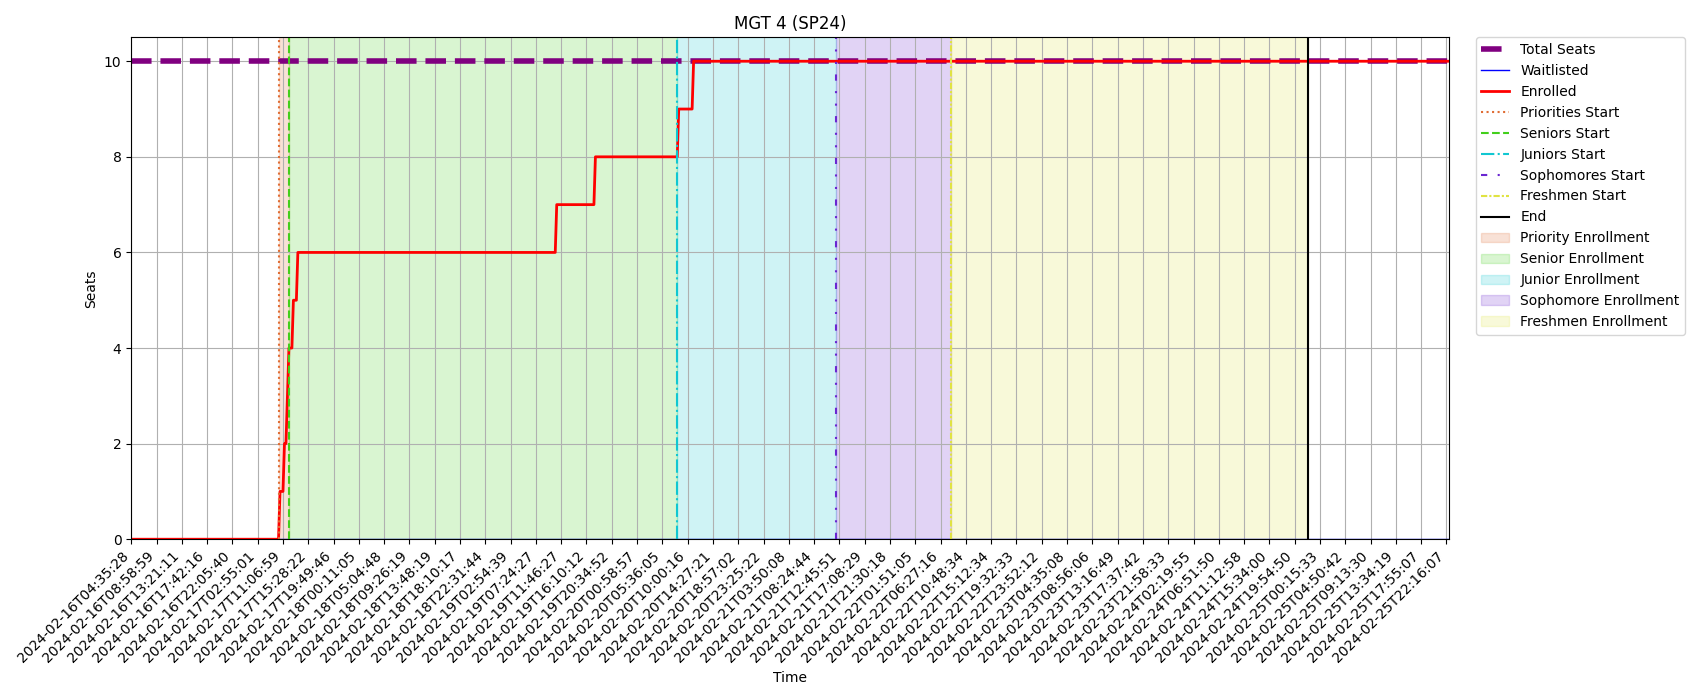 MGT 4 (SP24)
10
8
6
4
2
0
Seats
2024-02-16T04:35:28
2024-02-16T08:58:59
2024-02-16T13:21:11
2024-02-16T17:42:16
2024-02-16T22:05:40
2024-02-17T02:55:01
2024-02-17T11:06:59
2024-02-17T15:28:22
2024-02-17T19:49:46
2024-02-18T00:11:05
2024-02-18T05:04:48
2024-02-18T09:26:19
2024-02-18T13:48:19
2024-02-18T18:10:17
2024-02-18T22:31:44
2024-02-19T02:54:39
2024-02-19T07:24:27
2024-02-19T11:46:27
2024-02-19T16:10:12
2024-02-19T20:34:52
2024-02-20T00:58:57
2024-02-20T05:36:05
2024-02-20T10:00:16
2024-02-20T14:27:21
2024-02-20T18:57:02
2024-02-20T23:25:22
2024-02-21T03:50:08
2024-02-21T08:24:44
2024-02-21T12:45:51
2024-02-21T17:08:29
2024-02-21T21:30:18
2024-02-22T01:51:05
2024-02-22T06:27:16
2024-02-22T10:48:34
2024-02-22T15:12:34
2024-02-22T19:32:33
2024-02-22T23:52:12
2024-02-23T04:35:08
2024-02-23T08:56:06
2024-02-23T13:16:49
2024-02-23T17:37:42
2024-02-23T21:58:33
2024-02-24T02:19:55
2024-02-24T06:51:50
2024-02-24T11:12:58
2024-02-24T15:34:00
2024-02-24T19:54:50
2024-02-25T00:15:33
2024-02-25T04:50:42
2024-02-25T09:13:30
2024-02-25T13:34:19
2024-02-25T17:55:07
2024-02-25T22:16:07
Time
Total Seats
Waitlisted
Enrolled
Priorities Start
Seniors Start
Juniors Start
Sophomores Start
Freshmen Start
End
Priority Enrollment
Senior Enrollment
Junior Enrollment
Sophomore Enrollment
Freshmen Enrollment